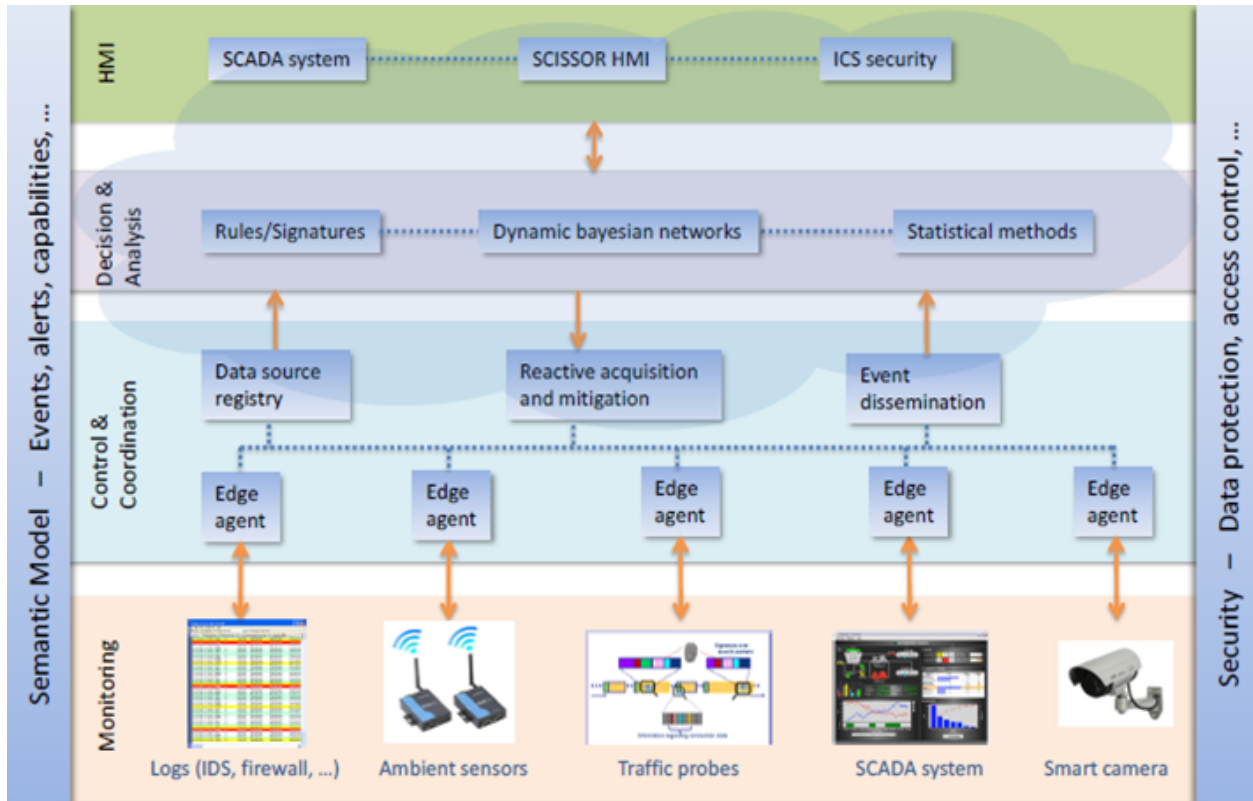 Semantic Model – Events, alerts, capabilities, ...
HMI
SCADA system
SCISSOR HMI
ICS security
Decision &
Analysis
Rules/Signatures
Dynamic bayesian networks
Statistical methods
Control &
Coordination
Data source
registry
Reactive acquisition
and mitigation
Event
dissemination
Edge
agent
Edge
agent
Edge
agent
Edge
agent
Edge
agent
Monitoring
Logs (IDS, firewall, ...)
Ambient sensors
Traffic probes
SCADA system
Smart camera
Security – Data protection, access control, ...